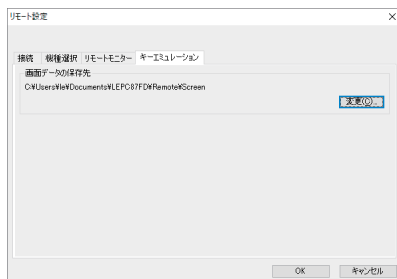 リモート設定
接続 機種選択 リモートモニター キーエミュレーション
画面データの保存先
C:¥Users¥le¥Documents¥LEPC87FD¥Remote¥Screen
変更(C)...
OK キャンセル